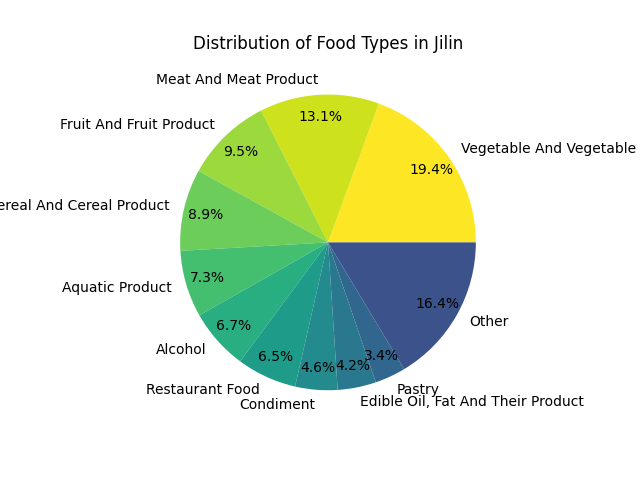 Distribution of Food Types in Jilin
Meat And Meat Product
13.1%
Fruit And Fruit Product
9.5%
Vegetable And Vegetable
19.4%
ereal And Cereal Product
8.9%
Aquatic Product
7.3%
Alcohol
6.7%
Restaurant Food
6.5%
Condiment
4.6%
Edible Oil, Fat And Their Product
4.2%
Pastry
3.4%
Other
16.4%